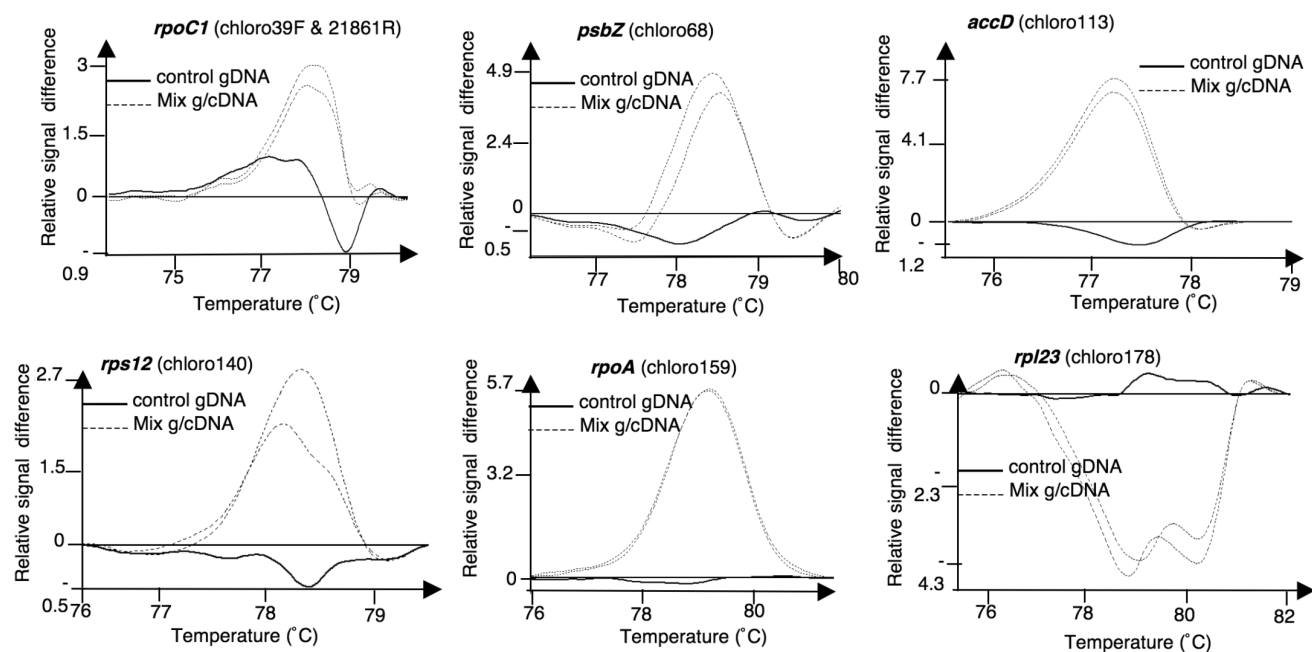 rpoC1 (chloro39F & 21861R)
Relative signal difference
3
1.5
0
-
0.9
control gDNA
Mix g/cDNA
75
77
79
Temperature (˚C)
psbZ (chloro68)
Relative signal difference
4.9
2.4
0
-
0.5
control gDNA
Mix g/cDNA
77
78
79
80
Temperature (˚C)
accD (chloro113)
Relative signal difference
7.7
4.1
0
-
1.2
control gDNA
Mix g/cDNA
76
77
78
79
Temperature (˚C)
rps12 (chloro140)
Relative signal difference
2.7
1.5
0
-
0.5
control gDNA
Mix g/cDNA
76
77
78
79
Temperature (˚C)
rpoA (chloro159)
Relative signal difference
5.7
3.2
0
control gDNA
Mix g/cDNA
76
78
80
Temperature (˚C)
rpl23 (chloro178)
Relative signal difference
0
-
2.3
-
4.3
control gDNA
Mix g/cDNA
76
78
80
82
Temperature (˚C)